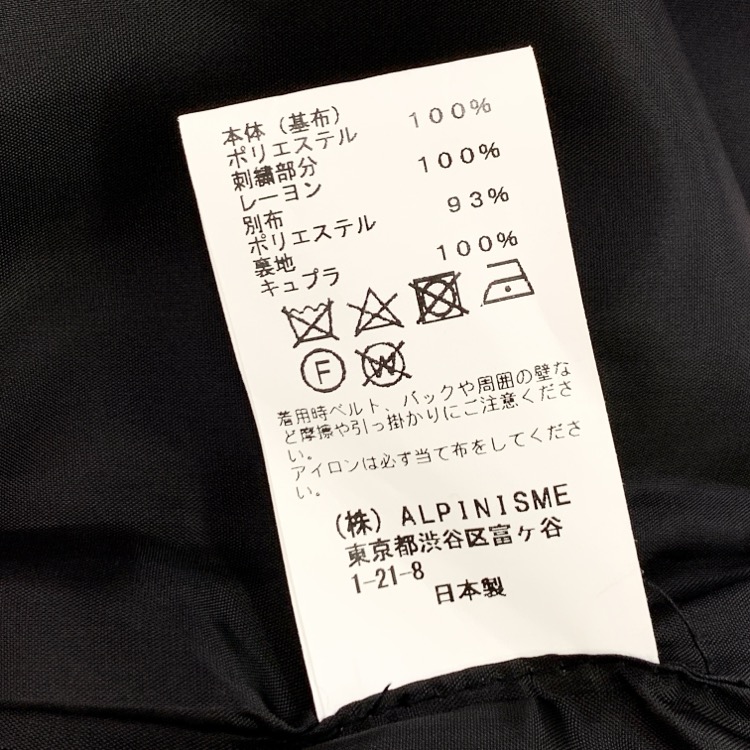 本体（基布）
ポリエステル 100%
刺繍部分
レーヨン 100%
別布
ポリエステル 93%
裏地
キュプラ 100%
F W
着用時ベルト、バックや周囲の壁な
ど摩擦や引っ掛かりにご注意くださ
い。
アイロンは必ず当て布をしてくださ
い。
(株) ALPINISME
東京都渋谷区富ヶ谷
1-21-8
日本製